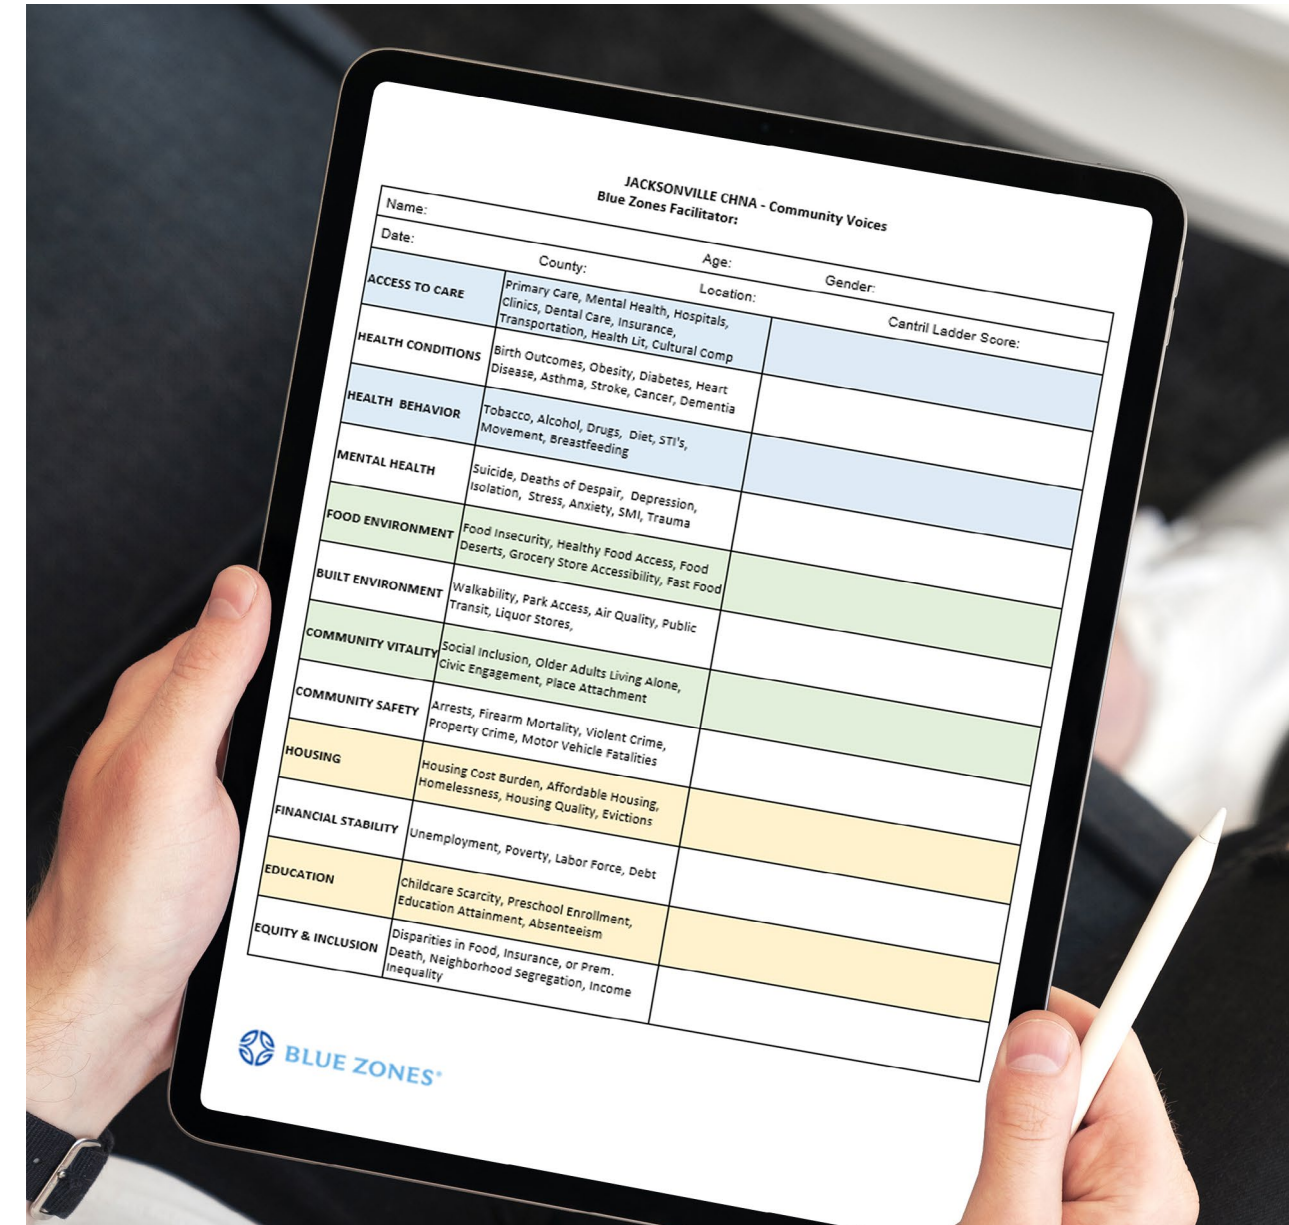 JACKSONVILLE CHNA - Community Voices
Blue Zones Facilitator:
Name: Age: Gender:
Date: County: Location: Cantril Ladder Score:
ACCESS TO CARE
Primary Care, Mental Health, Hospitals,
Clinics, Dental Care, Insurance,
Transportation, Health Lit, Cultural Comp
HEALTH CONDITIONS
Birth Outcomes, Obesity, Diabetes, Heart
Disease, Asthma, Stroke, Cancer, Dementia
HEALTH BEHAVIOR
Tobacco, Alcohol, Drugs, Diet, STI's,
Movement, Breastfeeding
MENTAL HEALTH
Suicide, Deaths of Despair, Depression,
Isolation, Stress, Anxiety, SMI, Trauma
FOOD ENVIRONMENT
Food Insecurity, Healthy Food Access, Food
Deserts, Grocery Store Accessibility, Fast Food
BUILT ENVIRONMENT
Walkability, Park Access, Air Quality, Public
Transit, Liquor Stores,
COMMUNITY VITALITY
Social Inclusion, Older Adults Living Alone,
Civic Engagement, Place Attachment
COMMUNITY SAFETY
Arrests, Firearm Mortality, Violent Crime,
Property Crime, Motor Vehicle Fatalities
HOUSING
Housing Cost Burden, Affordable Housing,
Homelessness, Housing Quality, Evictions
FINANCIAL STABILITY
Unemployment, Poverty, Labor Force, Debt
EDUCATION
Childcare Scarcity, Preschool Enrollment,
Education Attainment, Absenteeism
EQUITY & INCLUSION
Disparities in Food, Insurance, or Prem.
Death, Neighborhood Segregation, Income
Inequality
BLUE ZONES®